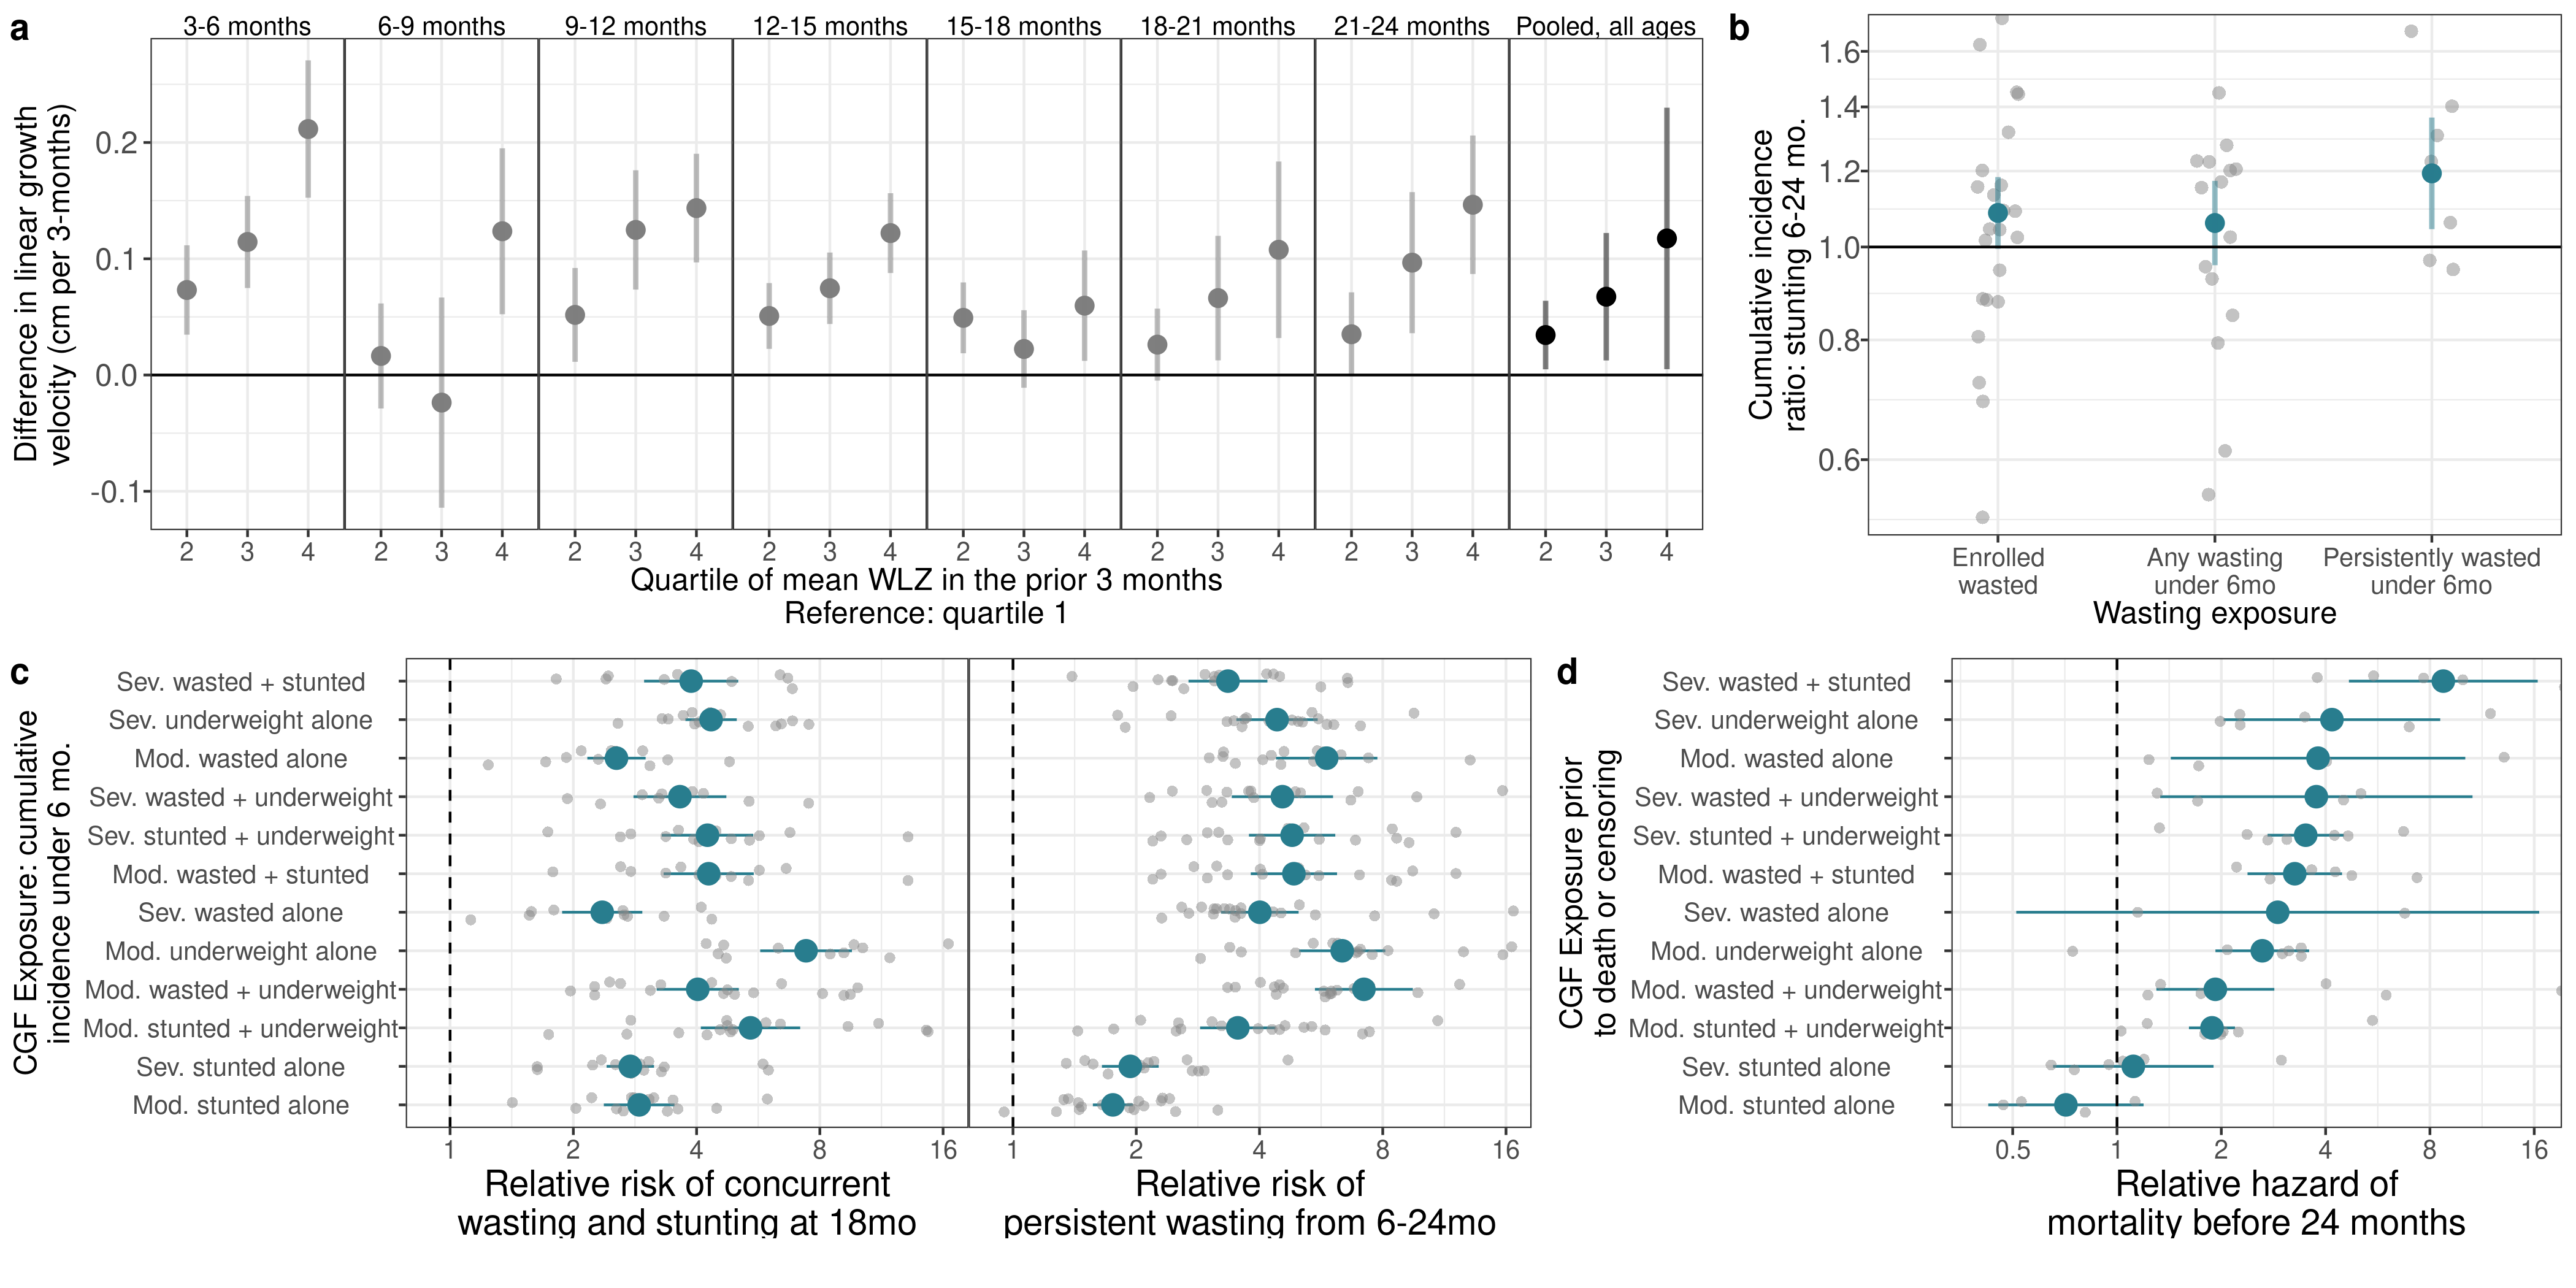 a
3-6 months
6-9 months
9-12 months
12-15 months
15-18 months
18-21 months
21-24 months
Pooled, all ages
Difference in linear growth
velocity (cm per 3-months)
0.2
0.1
0.0
-0.1
2 3 4
2 3 4
2 3 4
2 3 4
2 3 4
2 3 4
2 3 4
2 3 4
Quartile of mean WLZ in the prior 3 months
Reference: quartile 1
b
Cumulative incidence
ratio: stunting 6-24 mo.
1.6
1.4
1.2
1.0
0.8
0.6
Enrolled
wasted
Any wasting
under 6mo
Persistently wasted
under 6mo
Wasting exposure
c
CGF Exposure: cumulative
incidence under 6 mo.
Sev. wasted + stunted
Sev. underweight alone
Mod. wasted alone
Sev. wasted + underweight
Sev. stunted + underweight
Mod. wasted + stunted
Sev. wasted alone
Mod. underweight alone
Mod. wasted + underweight
Mod. stunted + underweight
Sev. stunted alone
Mod. stunted alone
1 2 4 8 16
Relative risk of concurrent
wasting and stunting at 18mo
1 2 4 8 16
Relative risk of
persistent wasting from 6-24mo
d
CGF Exposure prior
to death or censoring
Sev. wasted + stunted
Sev. underweight alone
Mod. wasted alone
Sev. wasted + underweight
Sev. stunted + underweight
Mod. wasted + stunted
Sev. wasted alone
Mod. underweight alone
Mod. wasted + underweight
Mod. stunted + underweight
Sev. stunted alone
Mod. stunted alone
0.5 1 2 4 8 16
Relative hazard of
mortality before 24 months